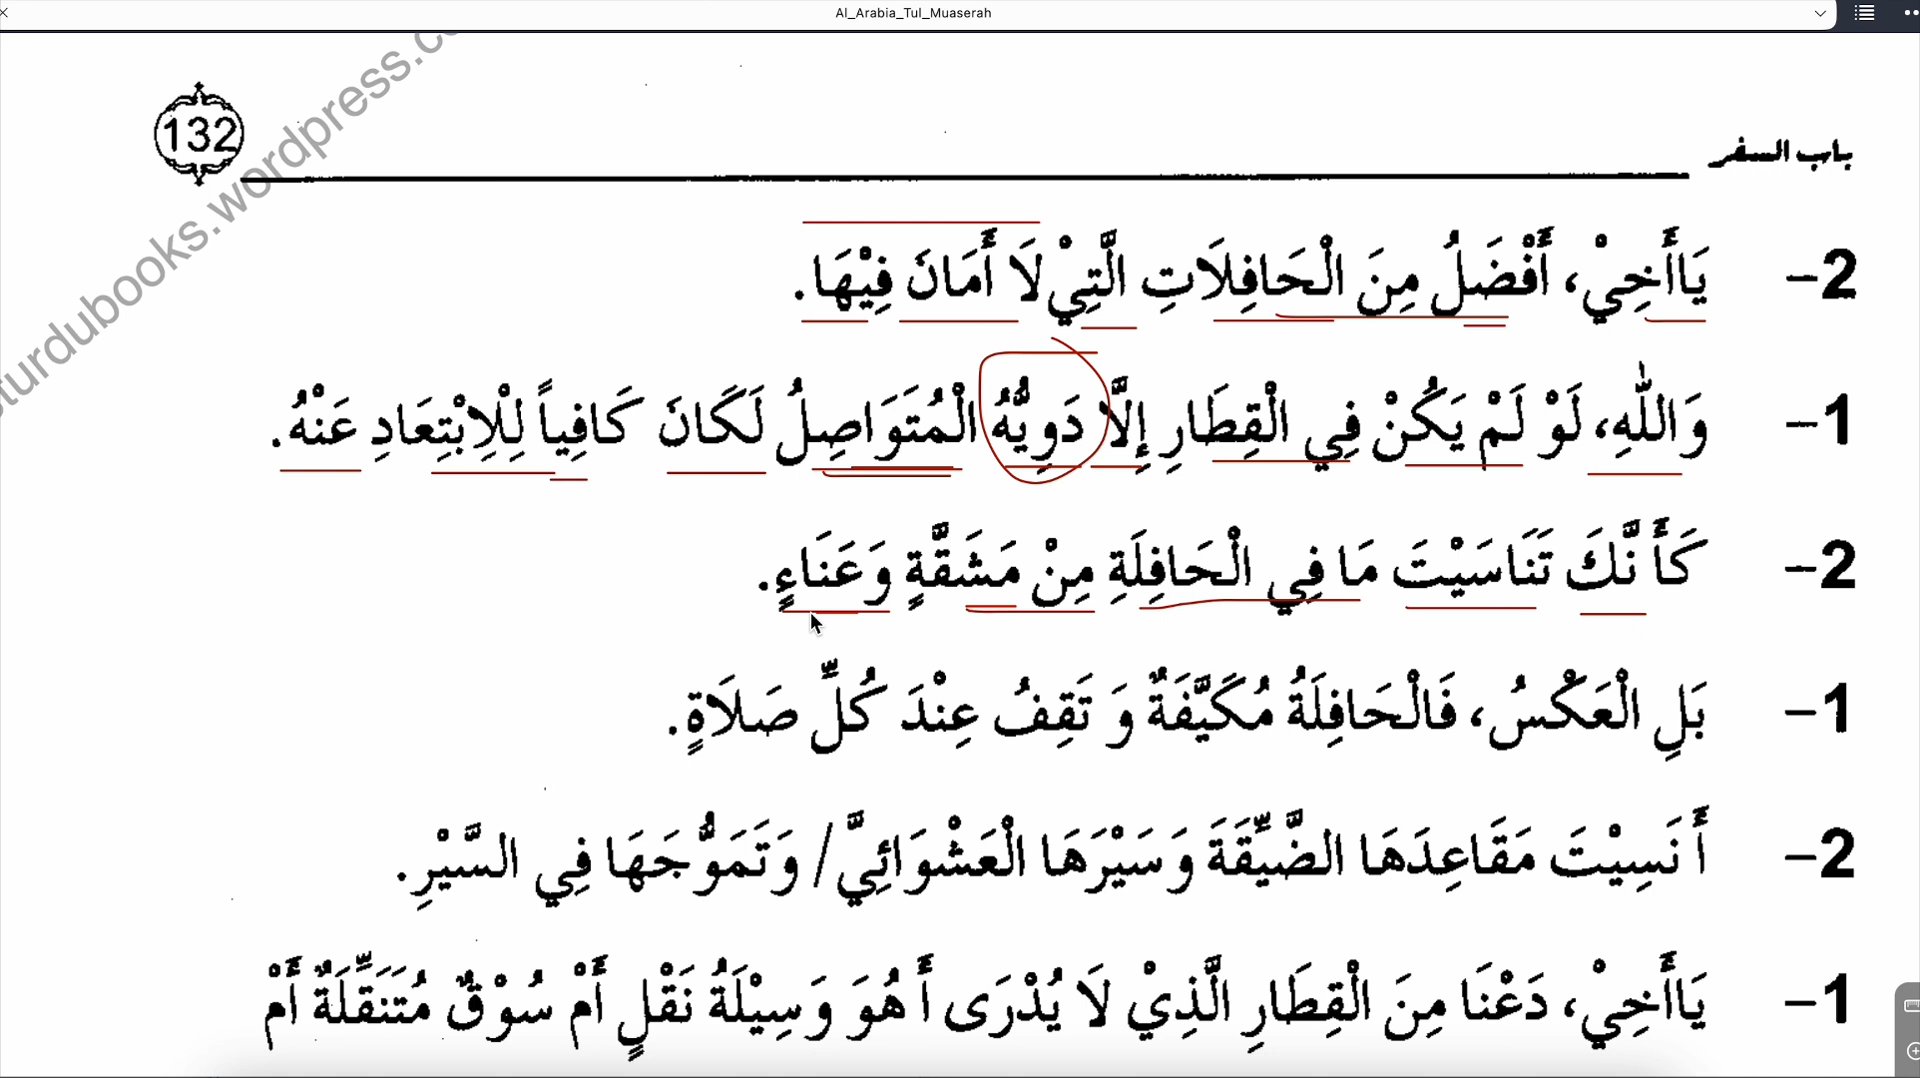 Al_Arabia_Tul_Muaserah
turdubooks.wordpress.c
132
باب السفر
2- يَاأَخِيْ، أَفْضَلُ مِنَ الْحَافِلَاتِ الَّتِيْ لَا أَمَانَ فِيْهَا.
1- وَاللهِ، لَوْ لَمْ يَكُنْ فِي الْقِطَارِ إِلَّا دَوِيُّهُ الْمُتَوَاصِلُ لَكَانَ كَافِياً لِلْاِبْتِعَادِ عَنْهُ.
2- كَأَنَّكَ تَنَاسَيْتَ مَا فِي الْحَافِلَةِ مِنْ مَشَقَّةٍ وَعَنَاءٍ.
1- بَلِ الْعَكْسُ، فَالْحَافِلَةُ مُكَيَّفَةٌ وَ تَقِفُ عِنْدَ كُلِّ صَلَاةٍ.
2- أَ نَسِيْتَ مَقَاعِدَهَا الضَّيِّقَةَ وَسَيْرَهَا الْعَشْوَائِيَّ/ وَتَمَوُّجَهَا فِي السَّيْرِ.
1- يَاأَخِيْ، دَعْنَا مِنَ الْقِطَارِ الَّذِيْ لَا يُدْرَى أَ هُوَ وَسِيْلَةُ نَقْلٍ أَمْ سُوْقٌ مُتَنَقِّلَةٌ أَمْ